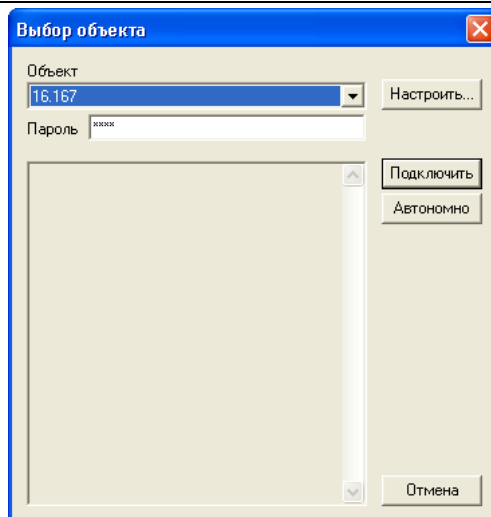 Выбор объекта
Объект
16.167
Настроить...
Пароль ****
Подключить
Автономно
Отмена